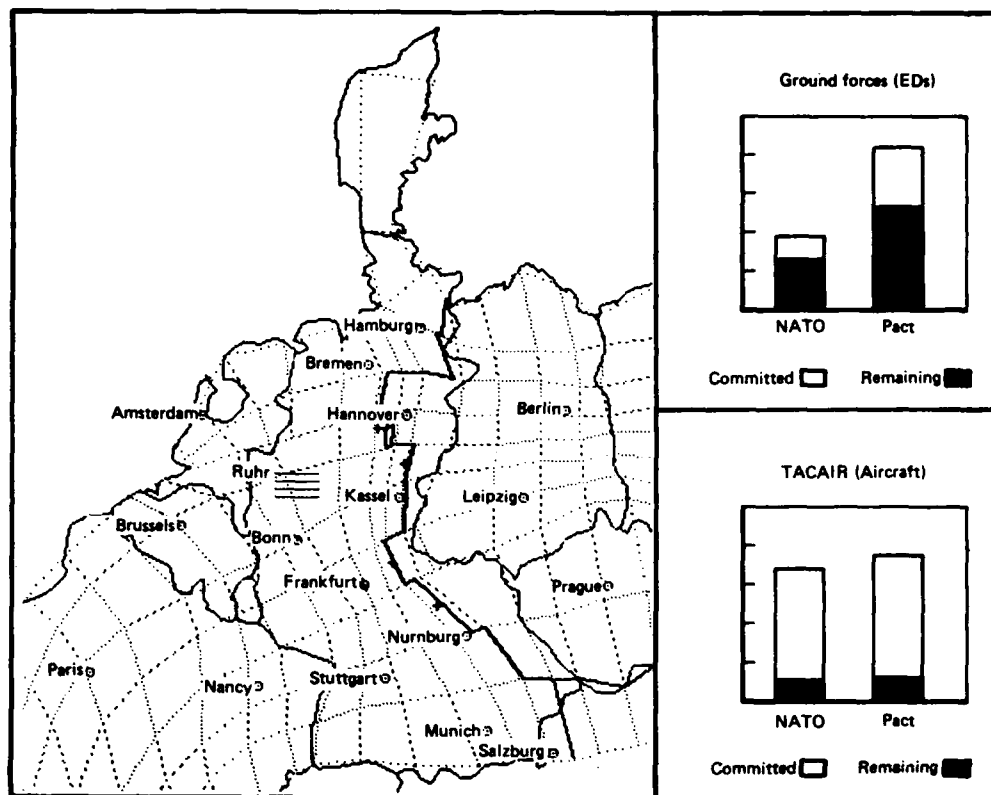 Hamburg
Bremen
Amsterdam
Hannover
Berlin
Ruhr
Kassel
Leipzig
Brussels
Bonn
Frankfurt
Prague
Nurnburg
Paris
Nancy
Stuttgart
Munich
Salzburg
Ground forces (EDs)
NATO Pact
Committed Remaining
TACAIR (Aircraft)
NATO Pact
Committed Remaining